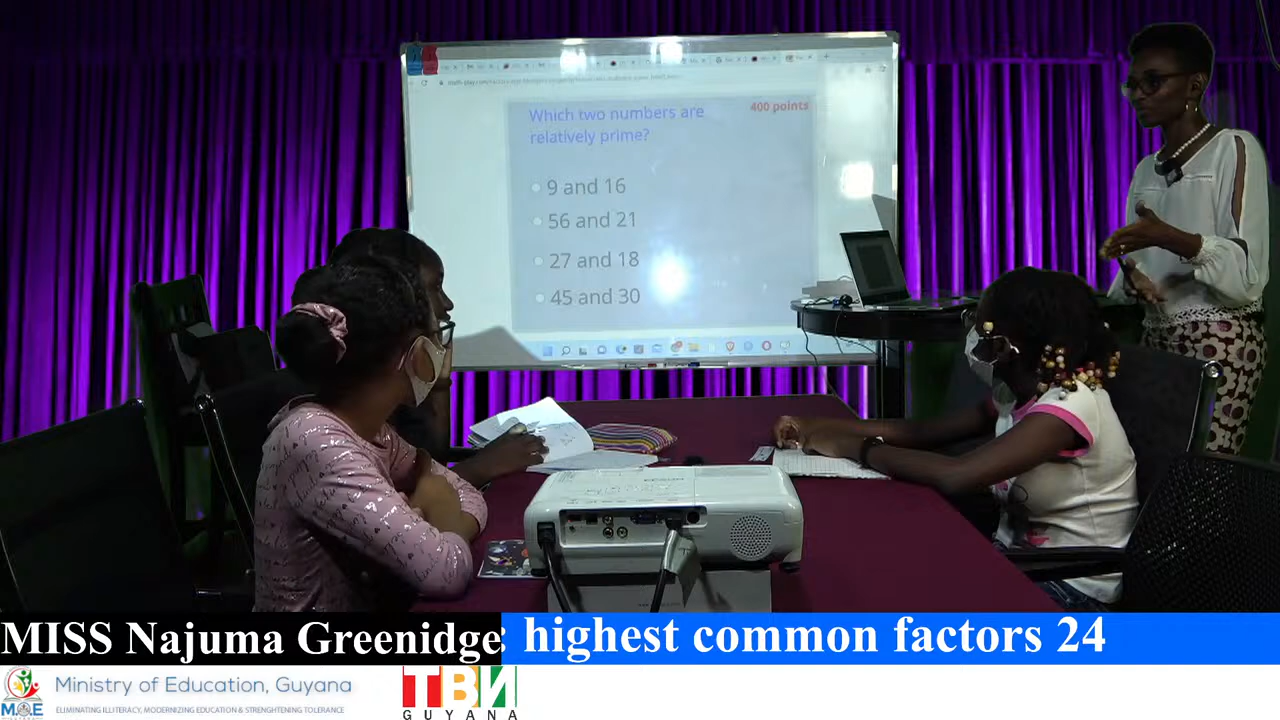 Which two numbers are
relatively prime?
400 points
9 and 16
56 and 21
27 and 18
45 and 30
MISS Najuma Greenidge
: highest common factors 24
M.O.E
Ministry of Education, Guyana
ELIMINATING ILLITERACY, MODERNIZING EDUCATION & STRENGHTENING TOLERANCE
TBN
GUYANA